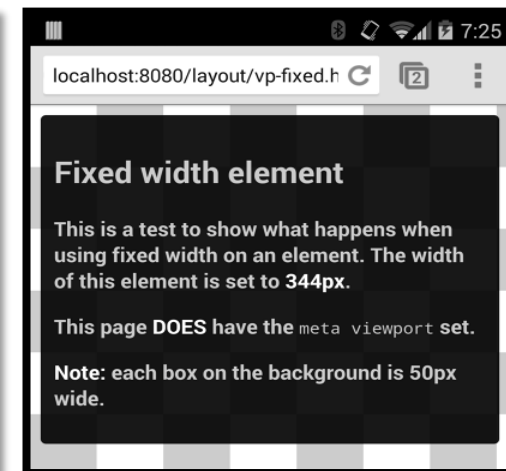 7:25
localhost:8080/layout/vp-fixed.h
2
Fixed width element
This is a test to show what happens when
using fixed width on an element. The width
of this element is set to 344px.
This page DOES have the meta viewport set.
Note: each box on the background is 50px
wide.